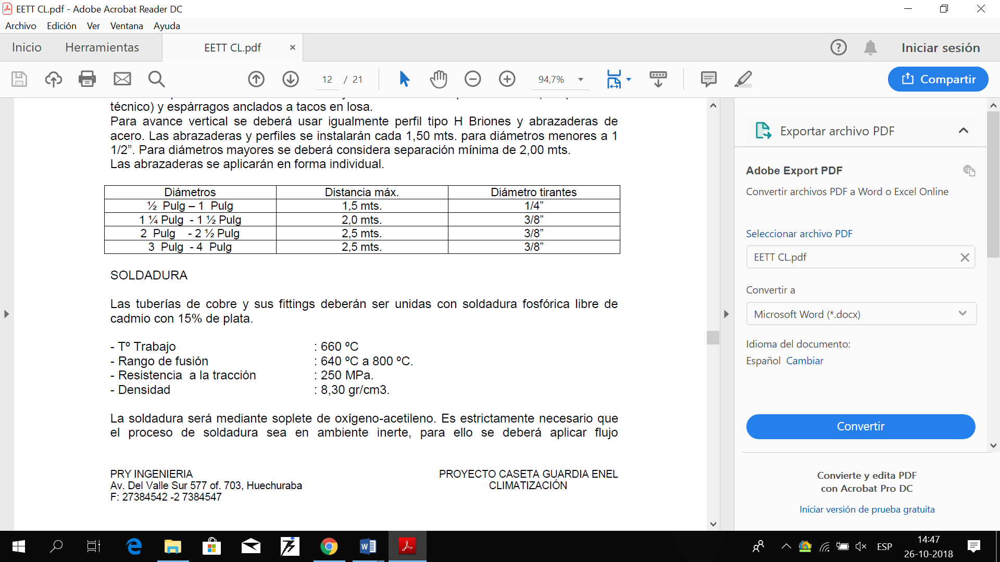 EETT CL.pdf - Adobe Acrobat Reader DC
Archivo Edición Ver Ventana Ayuda
Inicio Herramientas EETT CL.pdf × Iniciar sesión
12 / 21 94,7% Compartir
técnico) y espárragos anclados a tacos en losa.
Para avance vertical se deberá usar igualmente perfil tipo H Briones y abrazaderas de
acero. Las abrazaderas y perfiles se instalarán cada 1,50 mts. para diámetros menores a 1
1/2”. Para diámetros mayores se deberá considera separación mínima de 2,00 mts.
Las abrazaderas se aplicarán en forma individual.
Diámetros Distancia máx. Diámetro tirantes
½ Pulg – 1 Pulg 1,5 mts. 1/4”
1 ¼ Pulg - 1 ½ Pulg 2,0 mts. 3/8”
2 Pulg - 2 ½ Pulg 2,5 mts. 3/8”
3 Pulg - 4 Pulg 2,5 mts. 3/8”
SOLDADURA
Las tuberías de cobre y sus fittings deberán ser unidas con soldadura fosfórica libre de
cadmio con 15% de plata.
- Tº Trabajo : 660 ºC
- Rango de fusión : 640 ºC a 800 ºC.
- Resistencia a la tracción : 250 MPa.
- Densidad : 8,30 gr/cm3.
La soldadura será mediante soplete de oxígeno-acetileno. Es estrictamente necesario que
el proceso de soldadura sea en ambiente inerte, para ello se deberá aplicar flujo
PRY INGENIERIA PROYECTO CASETA GUARDIA ENEL
Av. Del Valle Sur 577 of. 703, Huechuraba CLIMATIZACIÓN
F: 27384542 -2 7384547
Exportar archivo PDF
Adobe Export PDF
Convertir archivos PDF a Word o Excel Online
Seleccionar archivo PDF
EETT CL.pdf
Convertir a
Microsoft Word (*.docx)
Idioma del documento:
Español Cambiar
Convertir
Convierte y edita PDF
con Acrobat Pro DC
Iniciar versión de prueba gratuita
ESP
14:47
26-10-2018